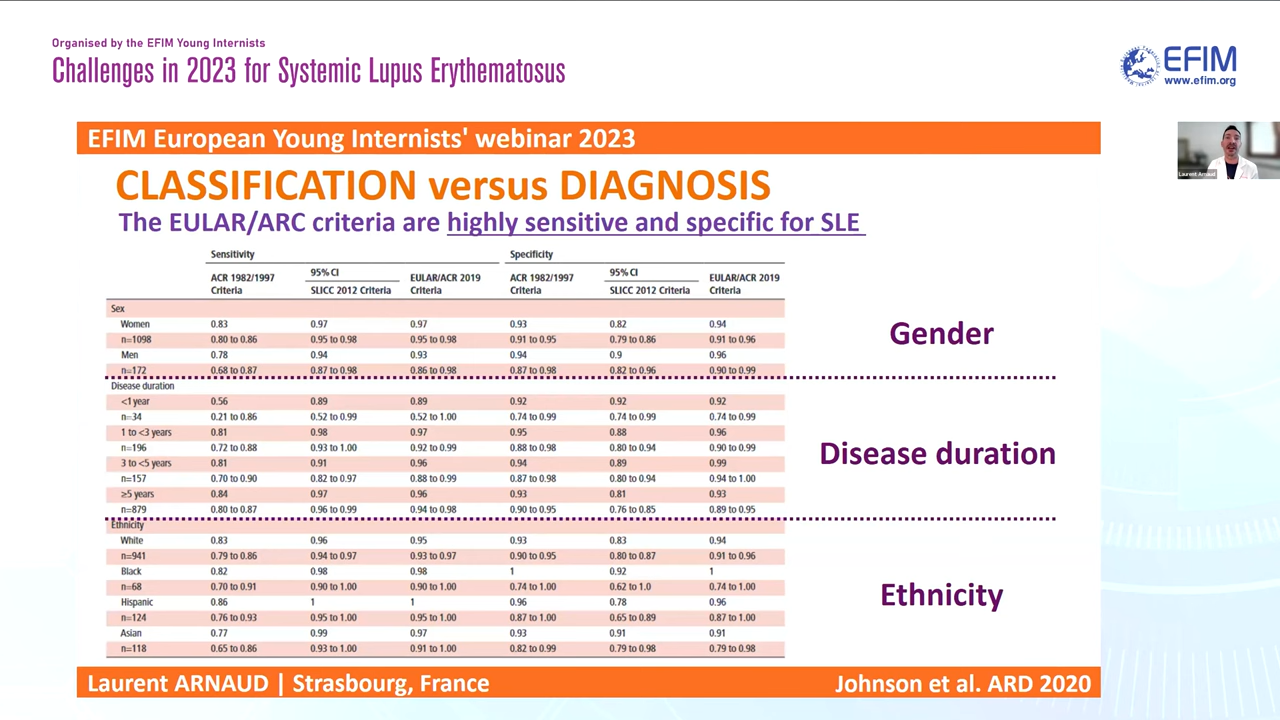 Organised by the EFIM Young Internists
Challenges in 2023 for Systemic Lupus Erythematosus
EFIM
www.efim.org
EFIM European Young Internists' webinar 2023
Laurent Arnaud
CLASSIFICATION versus DIAGNOSIS
The EULAR/ARC criteria are highly sensitive and specific for SLE
Sensitivity Specificity
95% CI 95% CI
ACR 1982/1997 Criteria SLICC 2012 Criteria EULAR/ACR 2019 Criteria ACR 1982/1997 Criteria SLICC 2012 Criteria EULAR/ACR 2019 Criteria
Sex
Women 0.83 0.97 0.97 0.93 0.82 0.94
n=1098 0.80 to 0.86 0.95 to 0.98 0.95 to 0.98 0.91 to 0.95 0.79 to 0.86 0.91 to 0.96
Men 0.78 0.94 0.93 0.94 0.9 0.96
n=172 0.68 to 0.87 0.87 to 0.98 0.86 to 0.98 0.87 to 0.98 0.82 to 0.96 0.90 to 0.99
Gender
Disease duration
<1 year 0.56 0.89 0.89 0.92 0.92 0.92
n=34 0.21 to 0.86 0.52 to 0.99 0.52 to 1.00 0.74 to 0.99 0.74 to 0.99 0.74 to 0.99
1 to <3 years 0.81 0.98 0.97 0.95 0.88 0.96
n=196 0.72 to 0.88 0.93 to 1.00 0.92 to 0.99 0.88 to 0.98 0.80 to 0.94 0.90 to 0.99
3 to <5 years 0.81 0.91 0.96 0.94 0.89 0.99
n=157 0.70 to 0.90 0.82 to 0.97 0.88 to 0.99 0.87 to 0.98 0.80 to 0.94 0.94 to 1.00
≥5 years 0.84 0.97 0.96 0.93 0.81 0.93
n=879 0.80 to 0.87 0.96 to 0.99 0.94 to 0.98 0.90 to 0.95 0.76 to 0.85 0.89 to 0.95
Disease duration
Ethnicity
White 0.83 0.96 0.95 0.93 0.83 0.94
n=941 0.79 to 0.86 0.94 to 0.97 0.93 to 0.97 0.90 to 0.95 0.80 to 0.87 0.91 to 0.96
Black 0.82 0.98 0.98 1 0.92 1
n=68 0.70 to 0.91 0.90 to 1.00 0.90 to 1.00 0.74 to 1.00 0.62 to 1.0 0.74 to 1.00
Hispanic 0.86 1 1 0.96 0.78 0.96
n=124 0.76 to 0.93 0.95 to 1.00 0.95 to 1.00 0.87 to 1.00 0.65 to 0.89 0.87 to 1.00
Asian 0.77 0.99 0.97 0.93 0.91 0.91
n=118 0.65 to 0.86 0.93 to 1.00 0.91 to 1.00 0.82 to 0.99 0.79 to 0.98 0.79 to 0.98
Ethnicity
Laurent ARNAUD | Strasbourg, France
Johnson et al. ARD 2020